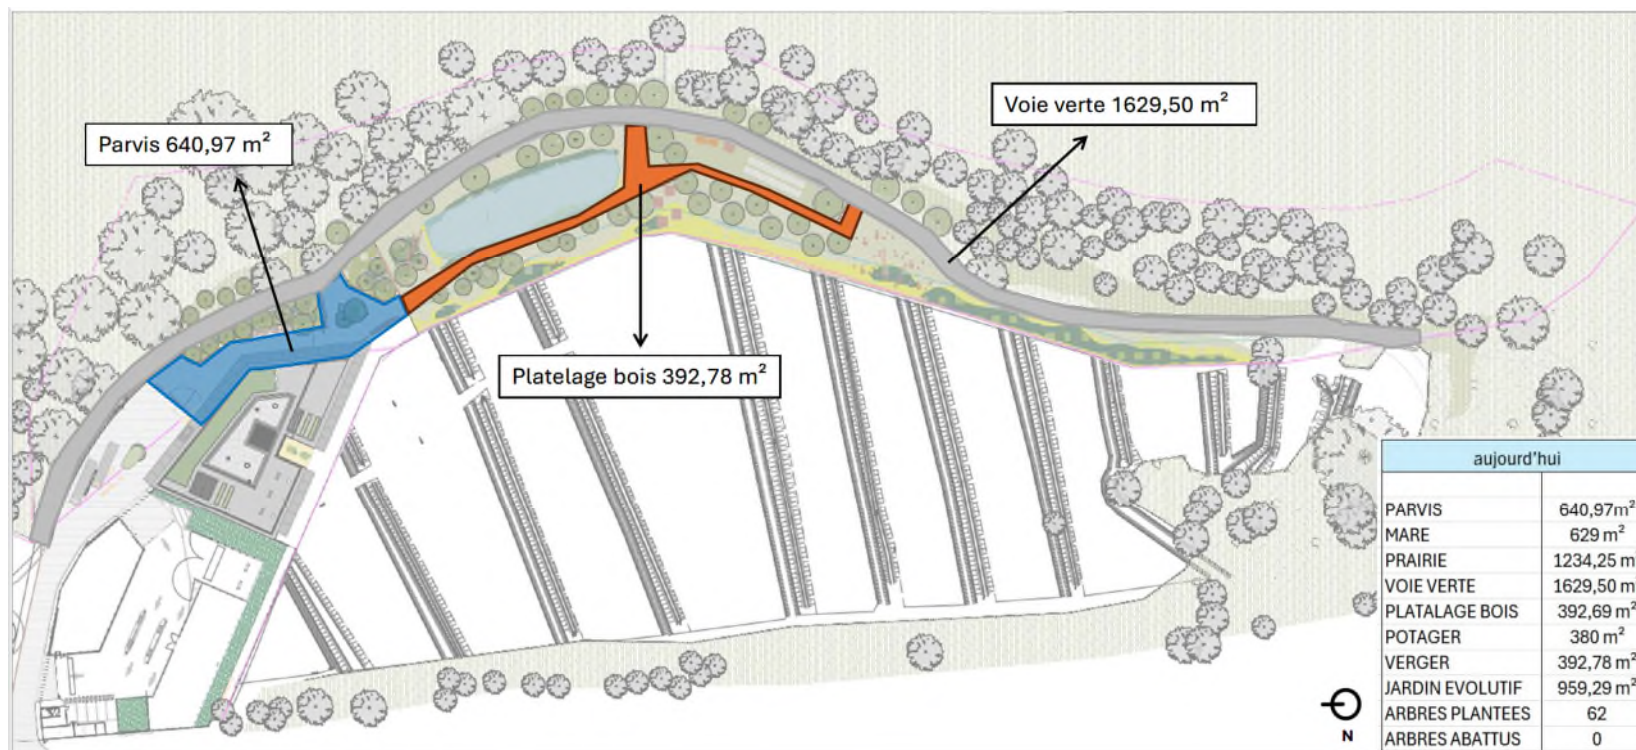 Parvis 640,97 m²
Voie verte 1629,50 m²
Platelage bois 392,78 m²
aujourd'hui
PARVIS 640,97m²
MARE 629 m²
PRAIRIE 1234,25 m
VOIE VERTE 1629,50 m
PLATALAGE BOIS 392,69 m²
POTAGER 380 m²
VERGER 392,78 m²
JARDIN EVOLUTIF 959,29 m²
ARBRES PLANTEES 62
ARBRES ABATTUS 0
N